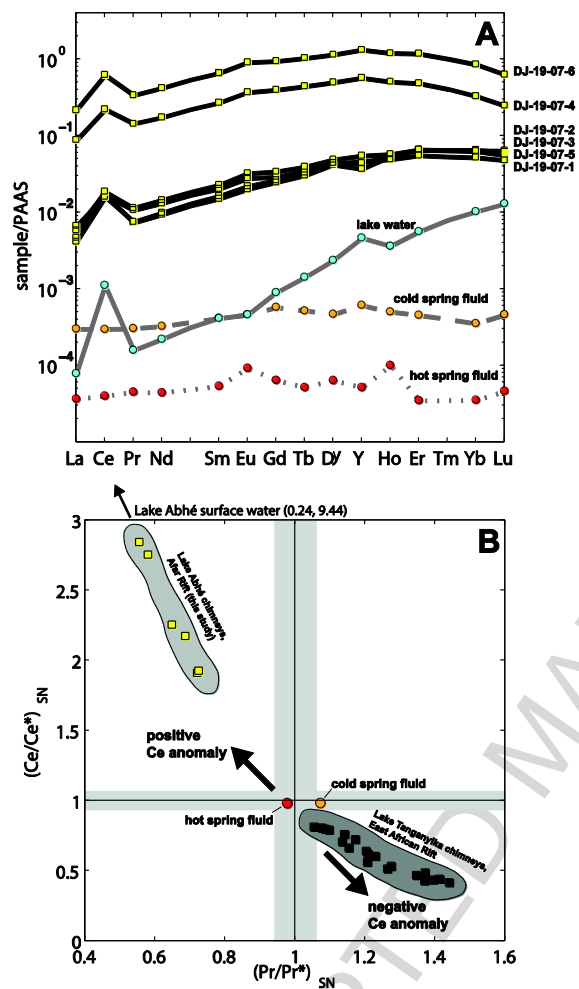 A
10⁰
10⁻¹
10⁻²
10⁻³
10⁻⁴
sample/PAAS
DJ-19-07-6
DJ-19-07-4
DJ-19-07-2
DJ-19-07-3
DJ-19-07-5
DJ-19-07-1
lake water
cold spring fluid
hot spring fluid
La Ce Pr Nd Sm Eu Gd Tb Dy Y Ho Er Tm Yb Lu
Lake Abhé surface water (0.24, 9.44)
B
3
2.5
2
1.5
1
0.5
0
(Ce/Ce*) SN
Lake Abhé chimneys,
Afar Rift (this study)
positive
Ce anomaly
cold spring fluid
hot spring fluid
Lake Tanganyika chimneys,
East African Rift
negative
Ce anomaly
0.4 0.6 0.8 1 1.2 1.4 1.6
(Pr/Pr*) SN